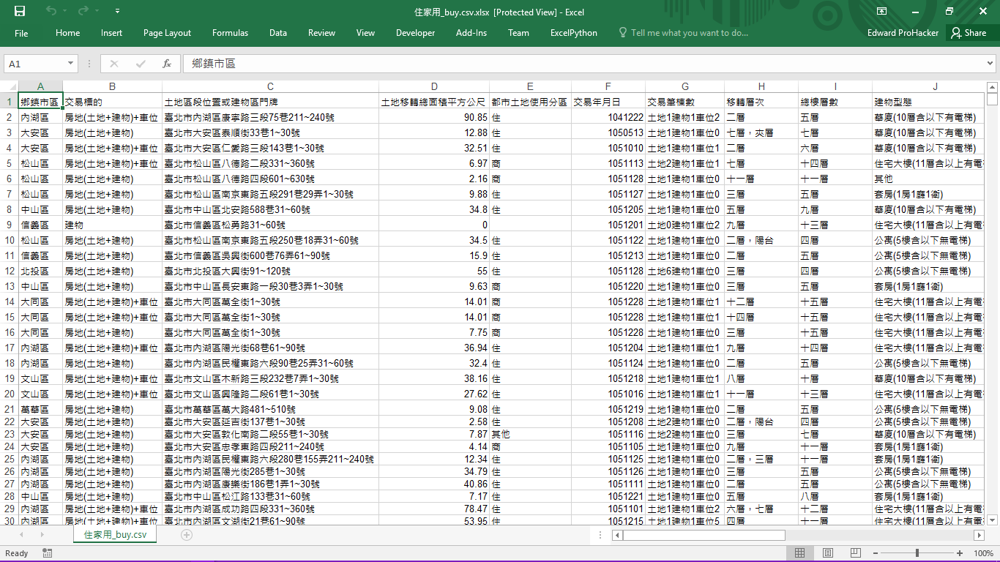 住家用_buy.csv.xlsx [Protected View] - Excel
File Home Insert Page Layout Formulas Data Review View Developer Add-Ins Team ExcelPython Tell me what you want to do... Edward ProHacker Share
A1 fx 鄉鎮市區
A B C D E F G H I J
1 鄉鎮市區 交易標的 土地區段位置或建物區門牌 土地移轉總面積平方公尺 都市土地使用分區 交易年月日 交易筆棟數 移轉層次 總樓層數 建物型態
2 內湖區 房地(土地+建物)+車位 臺北市內湖區康寧路三段75巷211~240號 90.85 住 1041222 土地1建物1車位2 二層 五層 華廈(10層含以下有電梯)
3 大安區 房地(土地+建物) 臺北市大安區泰順街33巷1~30號 12.88 住 1050513 土地1建物1車位0 七層，夾層 七層 華廈(10層含以下有電梯)
4 大安區 房地(土地+建物)+車位 臺北市大安區仁愛路三段143巷1~30號 32.51 住 1051010 土地1建物1車位1 二層 六層 華廈(10層含以下有電梯)
5 松山區 房地(土地+建物)+車位 臺北市松山區八德路二段331~360號 6.97 商 1051113 土地2建物1車位1 七層 十四層 住宅大樓(11層含以上有電
6 松山區 房地(土地+建物) 臺北市松山區八德路四段601~630號 2.16 商 1051128 土地1建物1車位0 十一層 十一層 其他
7 松山區 房地(土地+建物) 臺北市松山區南京東路五段291巷29弄1~30號 9.88 住 1051127 土地1建物1車位0 三層 五層 套房(1房1廳1衛)
8 中山區 房地(土地+建物) 臺北市中山區北安路588巷31~60號 34.8 住 1051205 土地1建物1車位0 五層 九層 華廈(10層含以下有電梯)
9 信義區 建物 臺北市信義區松勇路31~60號 0 1051201 土地0建物1車位2 九層 十三層 住宅大樓(11層含以上有電
10 松山區 房地(土地+建物) 臺北市松山區南京東路五段250巷18弄31~60號 34.5 住 1051122 土地1建物1車位0 二層，陽台 四層 公寓(5樓含以下無電梯)
11 信義區 房地(土地+建物) 臺北市信義區吳興街600巷76弄61~90號 15.9 住 1051213 土地1建物1車位0 二層 五層 公寓(5樓含以下無電梯)
12 北投區 房地(土地+建物) 臺北市北投區大興街91~120號 55 住 1051128 土地6建物1車位0 三層 四層 公寓(5樓含以下無電梯)
13 中山區 房地(土地+建物) 臺北市中山區長安東路一段30巷3弄1~30號 9.63 商 1051220 土地1建物1車位0 三層 五層 套房(1房1廳1衛)
14 大同區 房地(土地+建物)+車位 臺北市大同區萬全街1~30號 14.01 商 1051228 土地1建物1車位1 十二層 十五層 住宅大樓(11層含以上有電
15 大同區 房地(土地+建物)+車位 臺北市大同區萬全街1~30號 14.01 商 1051228 土地1建物1車位1 十四層 十五層 住宅大樓(11層含以上有電
16 大同區 房地(土地+建物) 臺北市大同區萬全街1~30號 7.75 商 1051228 土地1建物1車位0 三層 十五層 住宅大樓(11層含以上有電
17 內湖區 房地(土地+建物)+車位 臺北市內湖區陽光街68巷61~90號 36.94 住 1051204 土地1建物1車位1 九層 十四層 住宅大樓(11層含以上有電
18 內湖區 房地(土地+建物) 臺北市內湖區民權東路六段90巷25弄31~60號 32.4 住 1051124 土地1建物1車位0 二層 五層 公寓(5樓含以下無電梯)
19 文山區 房地(土地+建物)+車位 臺北市文山區木新路三段232巷7弄1~30號 38.16 住 1051218 土地1建物1車位1 八層 十層 華廈(10層含以下有電梯)
20 文山區 房地(土地+建物)+車位 臺北市文山區興隆路二段61巷1~30號 27.62 住 1051016 土地1建物1車位1 十一層 十三層 住宅大樓(11層含以上有電
21 萬華區 房地(土地+建物) 臺北市萬華區萬大路481~510號 9.08 住 1051219 土地1建物1車位0 二層 五層 公寓(5樓含以下無電梯)
22 大安區 房地(土地+建物) 臺北市大安區延吉街137巷1~30號 2.58 住 1051208 土地2建物1車位0 二層，陽台 四層 公寓(5樓含以下無電梯)
23 大安區 房地(土地+建物) 臺北市大安區敦化南路二段55巷1~30號 7.87 其他 1051116 土地2建物1車位0 三層 七層 華廈(10層含以下有電梯)
24 大安區 房地(土地+建物) 臺北市大安區忠孝東路四段211~240號 4.14 商 1051105 土地1建物1車位0 九層 十一層 套房(1房1廳1衛)
25 內湖區 房地(土地+建物) 臺北市內湖區民權東路六段280巷155弄211~240號 12.34 住 1051125 土地1建物1車位0 二層，三層 十一層 套房(1房1廳1衛)
26 內湖區 房地(土地+建物) 臺北市內湖區陽光街285巷1~30號 34.79 住 1051126 土地1建物1車位0 三層 五層 公寓(5樓含以下無電梯)
27 內湖區 房地(土地+建物) 臺北市內湖區康樂街186巷1弄1~30號 40.86 住 1051111 土地1建物1車位0 二層 五層 公寓(5樓含以下無電梯)
28 中山區 房地(土地+建物) 臺北市中山區松江路133巷31~60號 7.17 住 1051221 土地1建物1車位0 五層 八層 套房(1房1廳1衛)
29 內湖區 房地(土地+建物)+車位 臺北市內湖區成功路四段331~360號 78.47 住 1051101 土地1建物1車位2 六層，七層 十二層 住宅大樓(11層含以上有電
30 內湖區 房地(土地+建物)+車位 臺北市內湖區文湖街21巷61~90號 53.95 住 1051215 土地1建物1車位5 四層 十一層 住宅大樓(11層含以上有電
住家用_buy.csv
Ready 100%